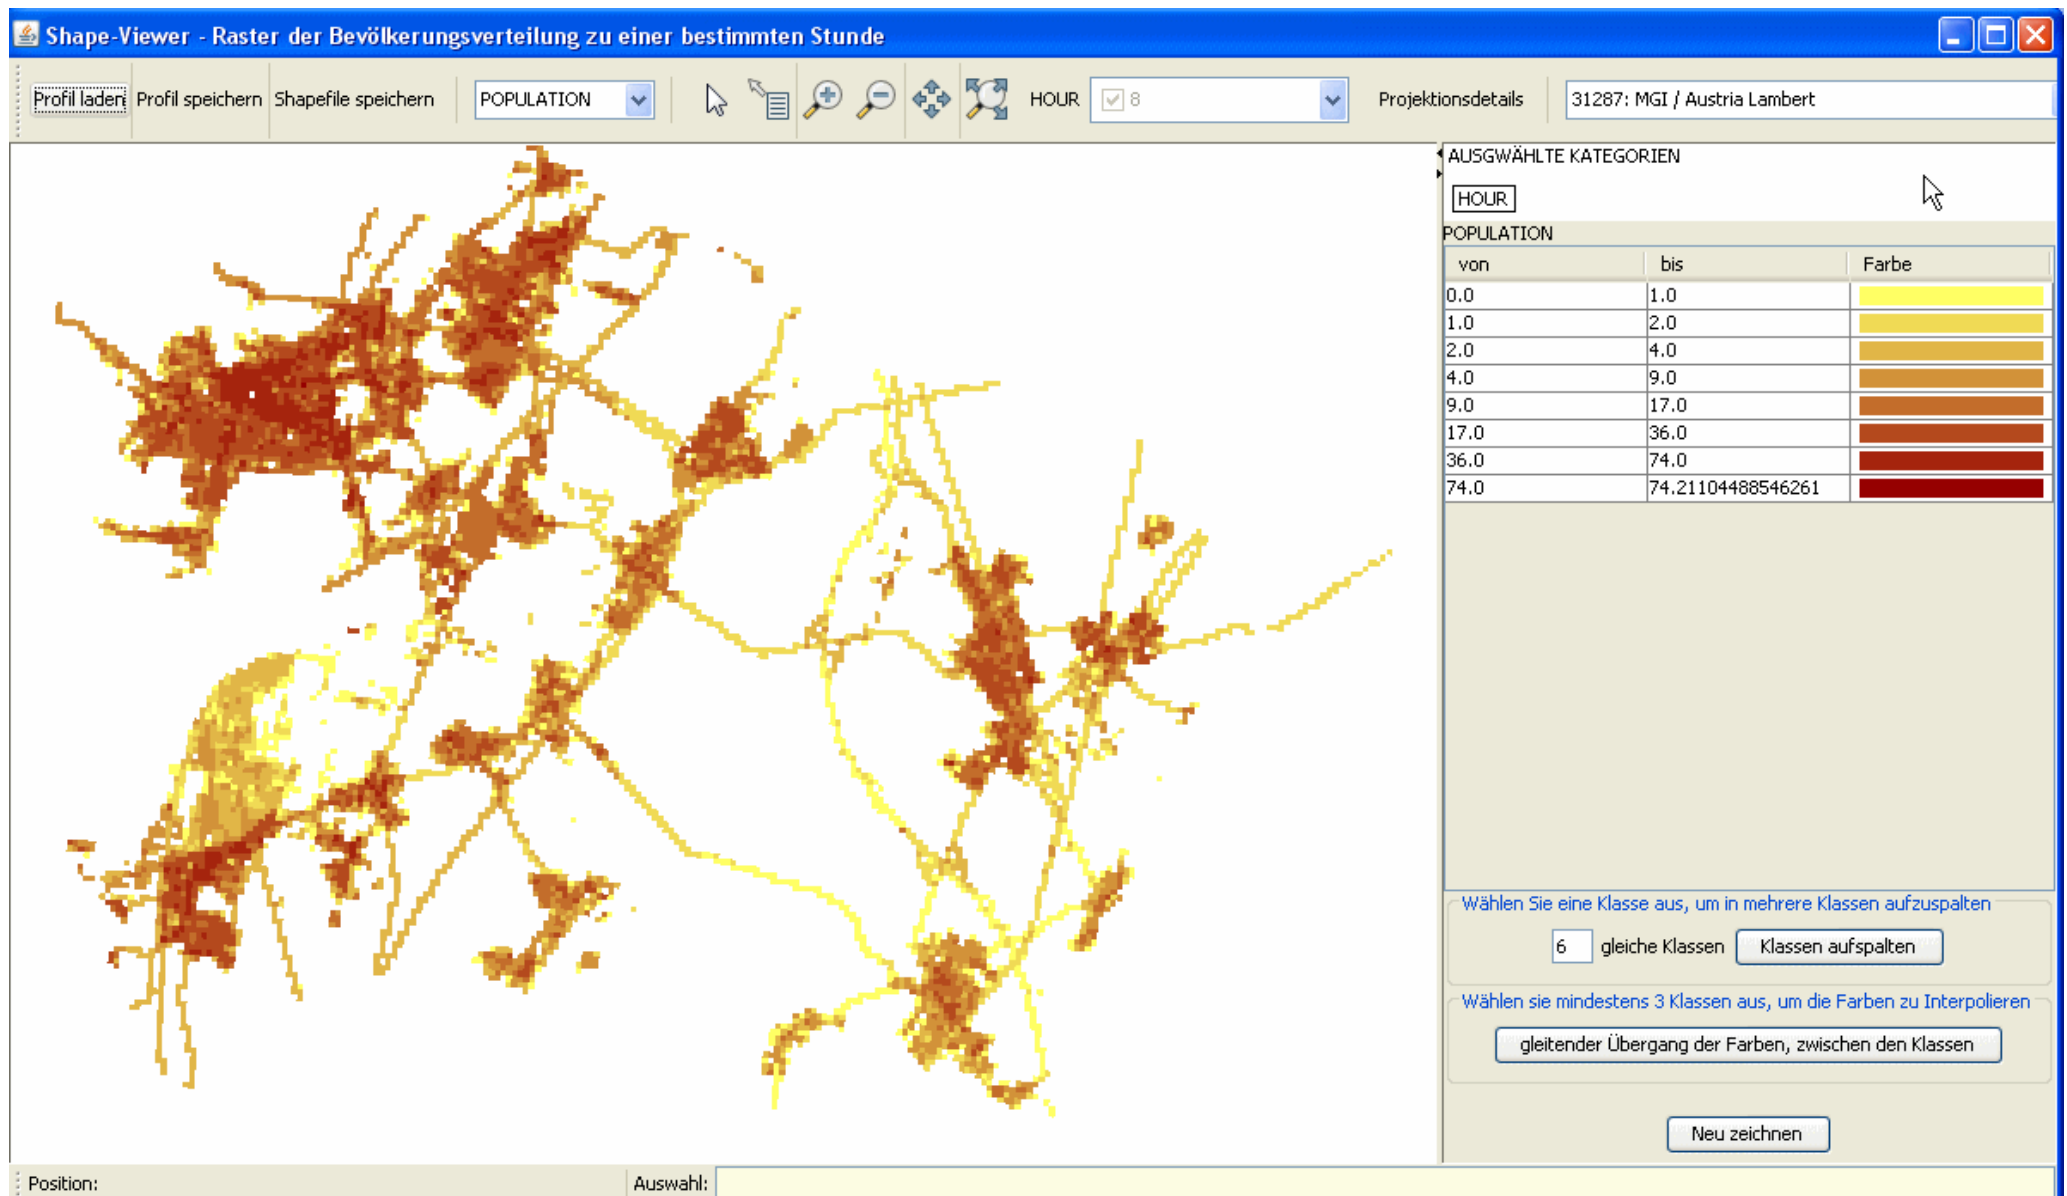 Shape-Viewer - Raster der Bevölkerungsverteilung zu einer bestimmten Stunde
Profil laden Profil speichern Shapefile speichern POPULATION HOUR 8 Projektionsdetails 31287: MGI / Austria Lambert
AUSGWÄHLTE KATEGORIEN
HOUR
POPULATION
von bis Farbe
0.0 1.0
1.0 2.0
2.0 4.0
4.0 9.0
9.0 17.0
17.0 36.0
36.0 74.0
74.0 74.21104488546261
Wählen Sie eine Klasse aus, um in mehrere Klassen aufzuspalten
6 gleiche Klassen Klassen aufspalten
Wählen sie mindestens 3 Klassen aus, um die Farben zu Interpolieren
gleitender Übergang der Farben, zwischen den Klassen
Neu zeichnen
Position: Auswahl: